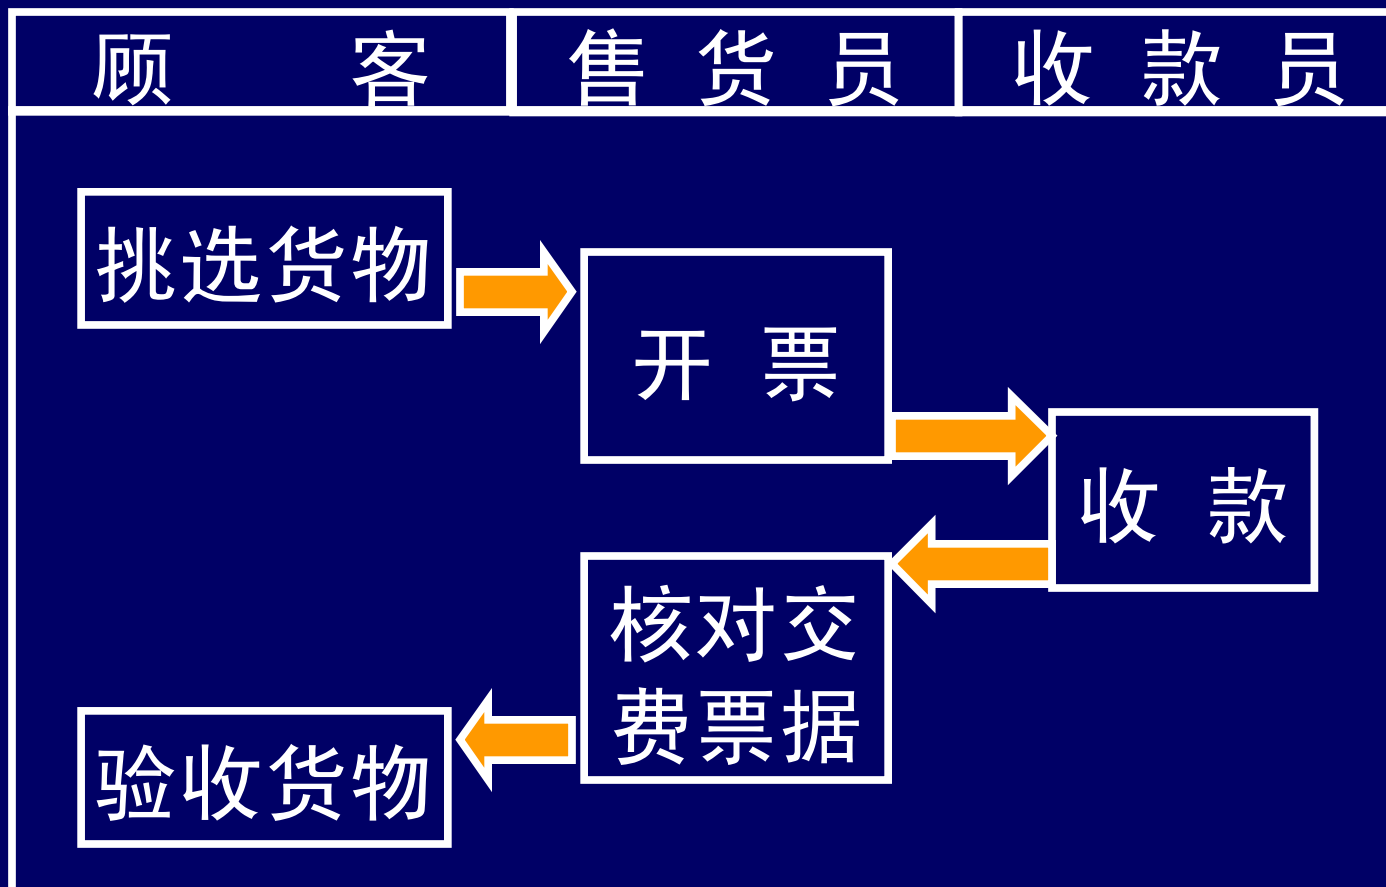 顾 客
售 货 员
收 款 员
挑选货物
开 票
收 款
核对交
费票据
验收货物